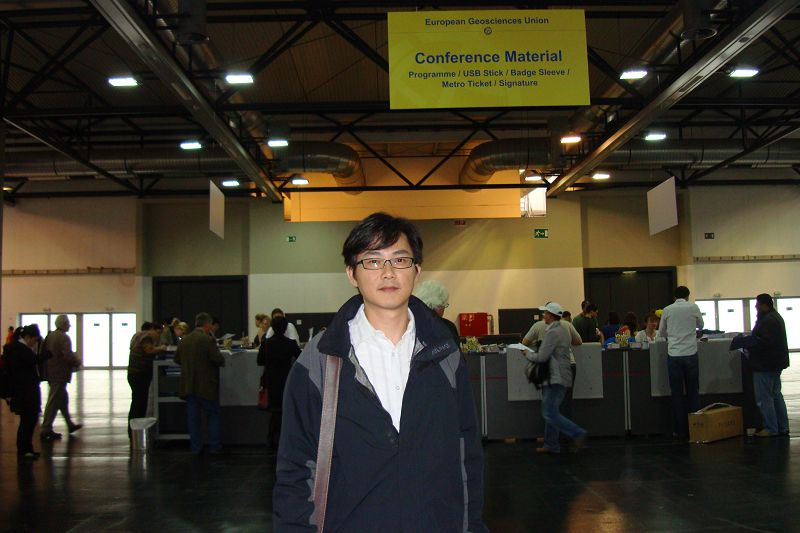 European Geosciences Union
Conference Material
Programme / USB Stick / Badge Sleeve /
Metro Ticket / Signature